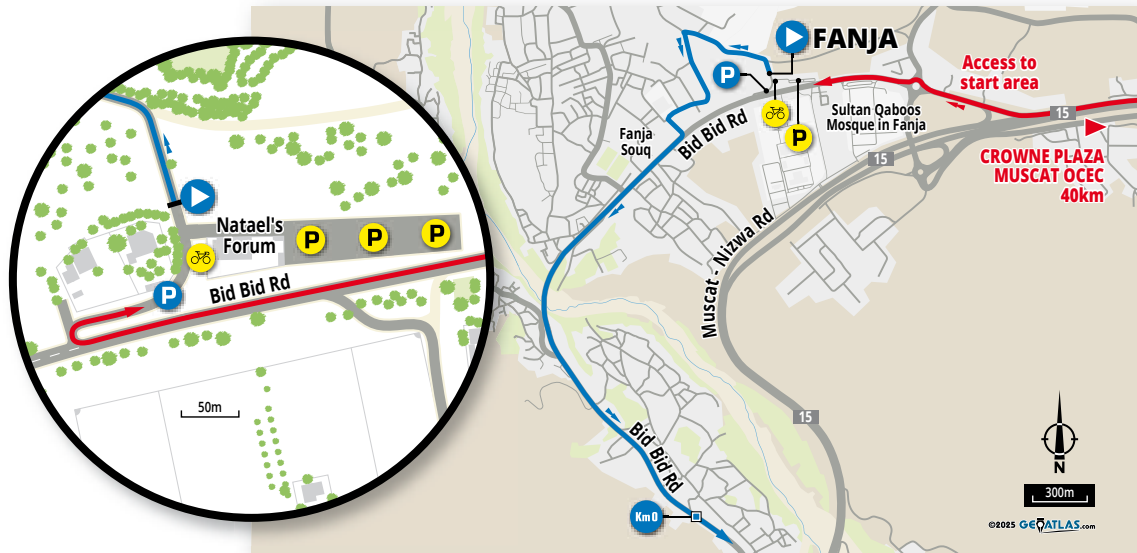 FANJA
P
P
Access to
start area
15
Sultan Qaboos
Mosque in Fanja
Fanja
Souq
Bid Bid Rd
15
CROWNE PLAZA
MUSCAT OCEC
40km
Muscat - Nizwa Rd
Natael's
Forum
P
P
P
P
Bid Bid Rd
50m
15
Bid Bid Rd
Km0
N
300m
©2025 GEOATLAS.com